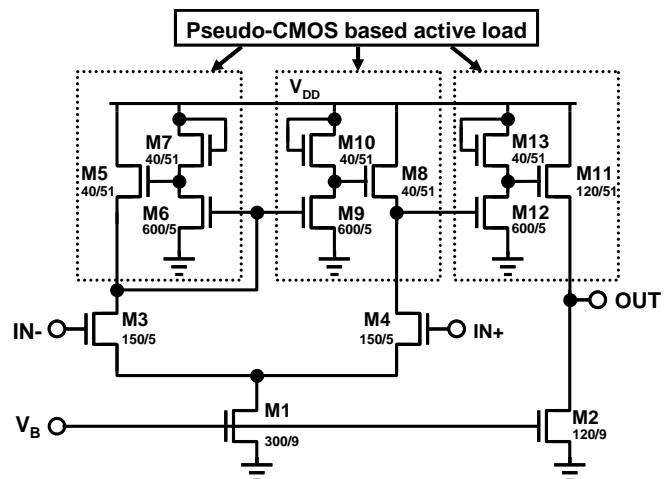 Pseudo-CMOS based active load
V_DD
M7
40/51
M10
40/51
M13
40/51
M5
40/51
M8
40/51
M11
120/51
M6
600/5
M9
600/5
M12
600/5
IN-
M3
150/5
M4
150/5
IN+
OUT
V_B
M1
300/9
M2
120/9